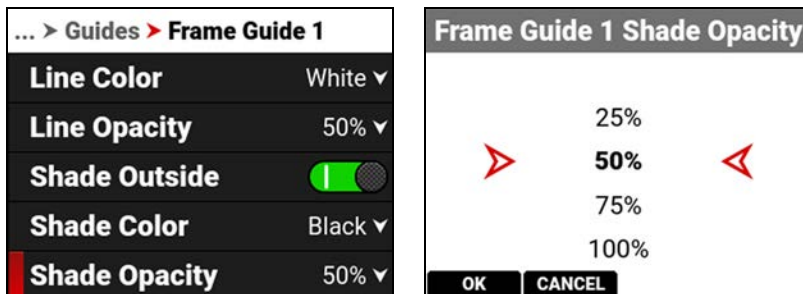 ... > Guides > Frame Guide 1
Line Color White
Line Opacity 50%
Shade Outside
Shade Color Black
Shade Opacity 50%
Frame Guide 1 Shade Opacity
25%
50%
75%
100%
OK CANCEL